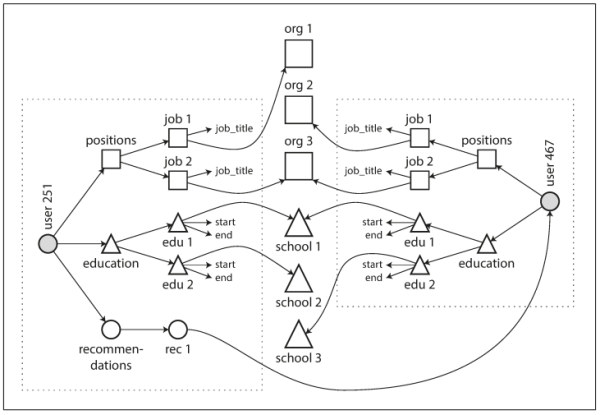 org 1
org 2
org 3
job 1
job_title
positions
job 2
job_title
user 251
edu 1
start
end
education
edu 2
start
end
recommen-
dations
rec 1
school 1
school 2
school 3
job 1
job_title
positions
job 2
job_title
user 467
edu 1
start
end
education
edu 2
start
end